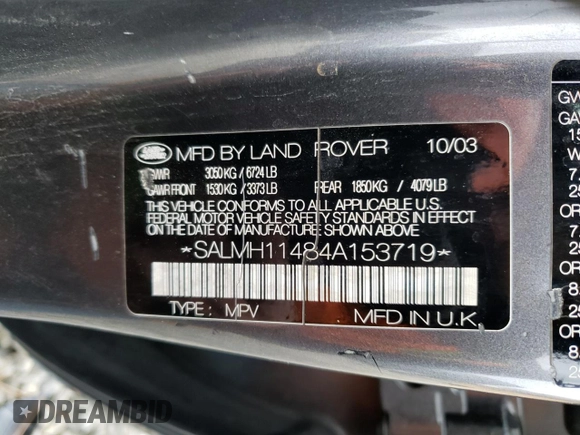 MFD BY LAND ROVER 10/03
GVWR 3050 KG / 6724 LB
GAWR FRONT 1530 KG / 3373 LB REAR 1850 KG / 4079 LB
THIS VEHICLE CONFORMS TO ALL APPLICABLE U.S.
FEDERAL MOTOR VEHICLE SAFETY STANDARDS IN EFFECT
ON THE DATE OF MANUFACTURE SHOWN ABOVE
*SALMH11484A153719*
TYPE: MPV MFD IN U.K.
DREAMBID